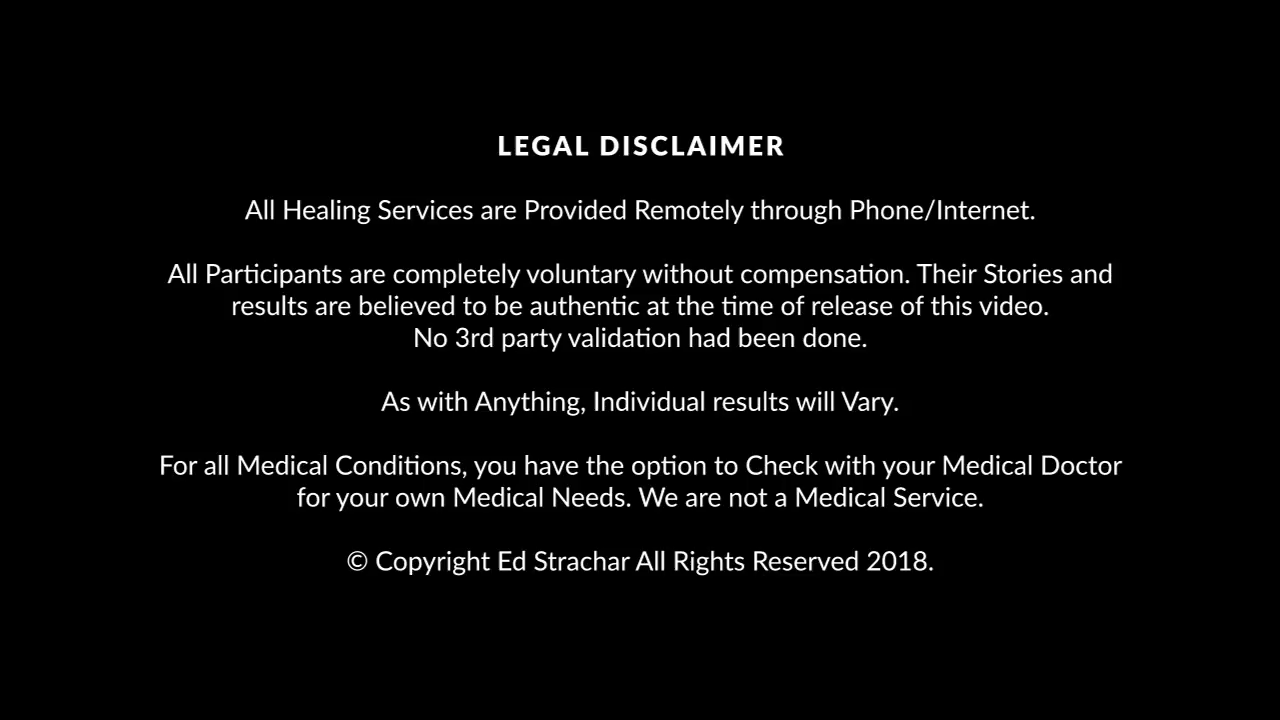 LEGAL DISCLAIMER
All Healing Services are Provided Remotely through Phone/Internet.
All Participants are completely voluntary without compensation. Their Stories and
results are believed to be authentic at the time of release of this video.
No 3rd party validation had been done.
As with Anything, Individual results will Vary.
For all Medical Conditions, you have the option to Check with your Medical Doctor
for your own Medical Needs. We are not a Medical Service.
© Copyright Ed Strachar All Rights Reserved 2018.